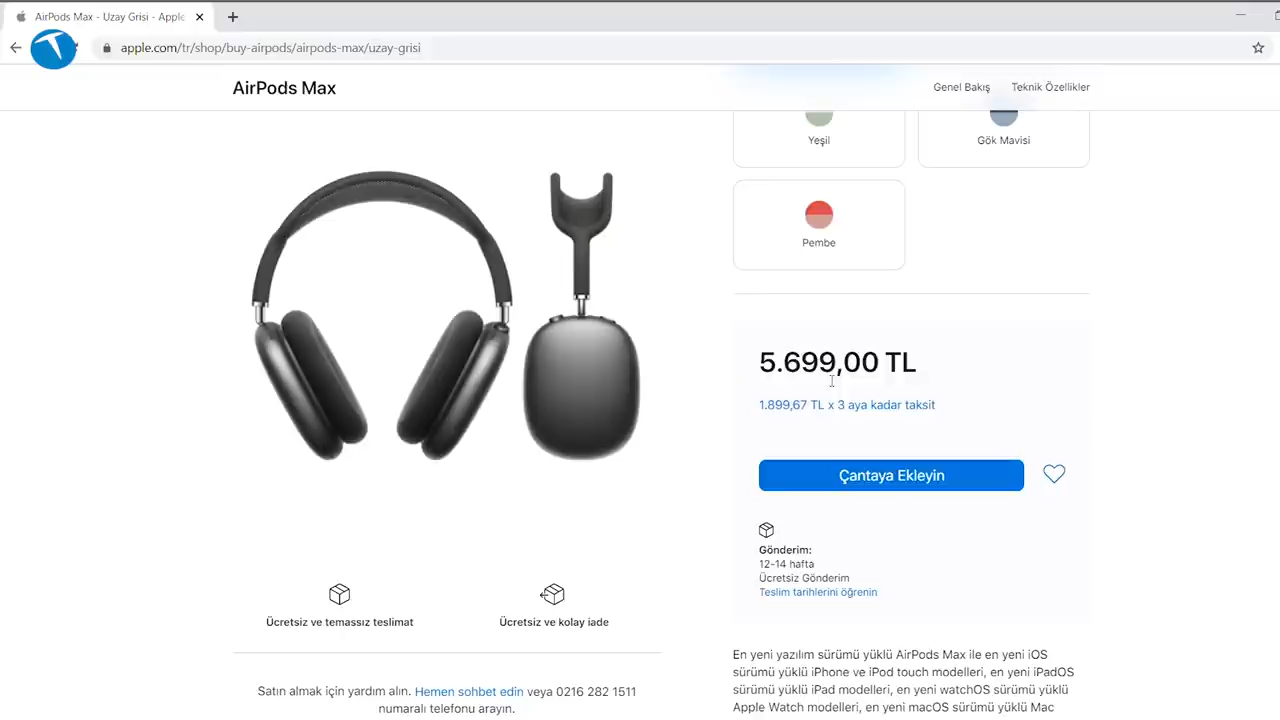 AirPods Max - Uzay Grisi - Apple
apple.com/tr/shop/buy-airpods/airpods-max/uzay-grisi
AirPods Max
Genel Bakış
Teknik Özellikler
Yeşil
Gök Mavisi
Pembe
5.699,00 TL
1.899,67 TL x 3 aya kadar taksit
Çantaya Ekleyin
Gönderim:
12-14 hafta
Ücretsiz Gönderim
Teslim tarihlerini öğrenin
Ücretsiz ve temassız teslimat
Ücretsiz ve kolay iade
Satın almak için yardım alın. Hemen sohbet edin veya 0216 282 1511
numaralı telefonu arayın.
En yeni yazılım sürümü yüklü AirPods Max ile en yeni iOS
sürümü yüklü iPhone ve iPod touch modelleri, en yeni iPadOS
sürümü yüklü iPad modelleri, en yeni watchOS sürümü yüklü
Apple Watch modelleri, en yeni macOS sürümü yüklü Mac